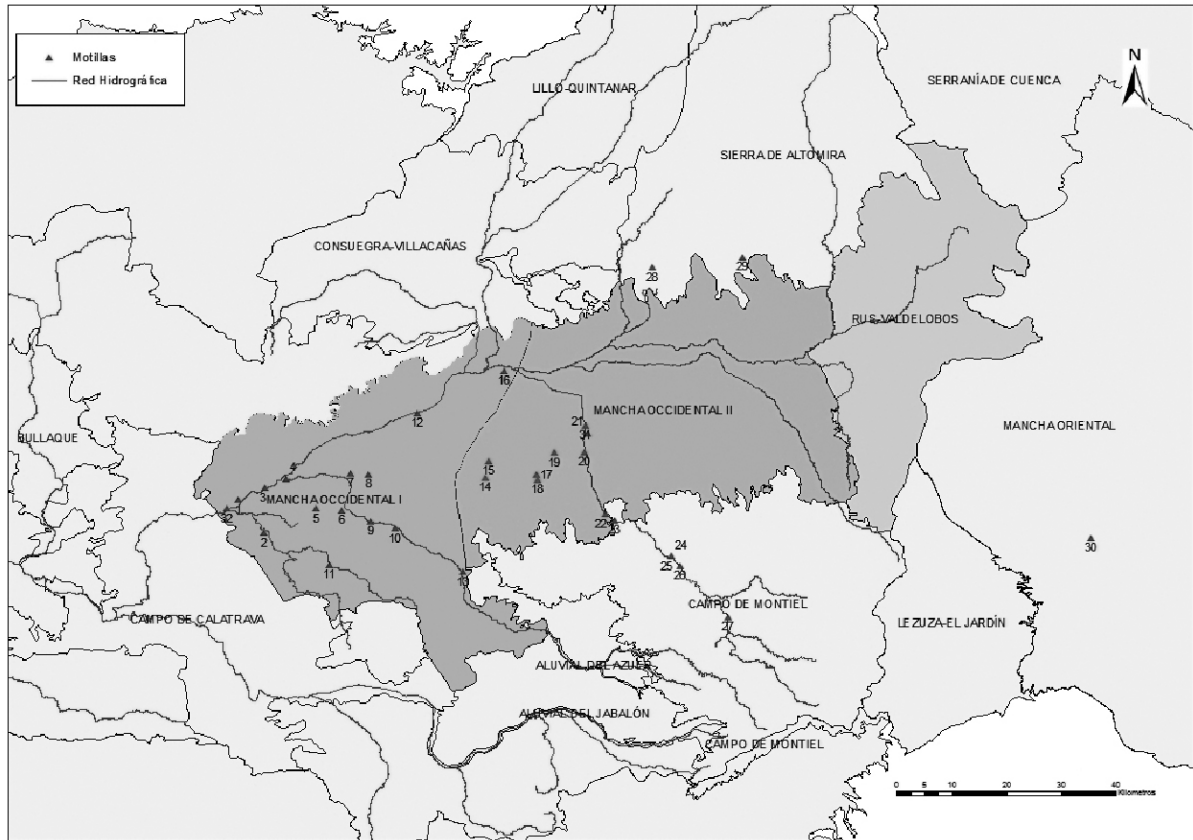 Motillas
Red Hidrográfica
N
LILLO-QUINTANAR
SERRANÍA DE CUENCA
SIERRA DE ALTOMIRA
CONSUEGRA-VILLACAÑAS
28
29
RUS-VALDELOBOS
16
MANCHA OCCIDENTAL II
12
21
MANCHA ORIENTAL
BULLAQUE
19
20
15
17
14
18
8
3
MANCHA OCCIDENTAL I
5
6
9
10
22
2
11
24
25
30
CAMPO DE MONTIEL
27
CAMPO DE CALATRAVA
LEZUZA-EL JARDÍN
ALUVIAL DEL AZUER
ALUVIAL DEL JABALÓN
CAMPO DE MONTIEL
0 5 10 20 30 40
Kilometros